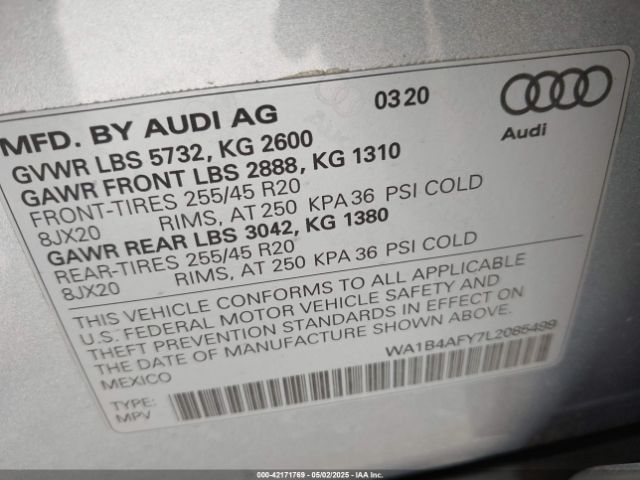 MFD. BY AUDI AG 03 20
GVWR LBS 5732, KG 2600
GAWR FRONT LBS 2888, KG 1310
FRONT-TIRES 255/45 R20
8JX20 RIMS, AT 250 KPA 36 PSI COLD
GAWR REAR LBS 3042, KG 1380
REAR-TIRES 255/45 R20
8JX20 RIMS, AT 250 KPA 36 PSI COLD
Audi
THIS VEHICLE CONFORMS TO ALL APPLICABLE
U.S. FEDERAL MOTOR VEHICLE SAFETY AND
THEFT PREVENTION STANDARDS IN EFFECT ON
THE DATE OF MANUFACTURE SHOWN ABOVE.
MEXICO
WA1B4AFY7L2085499
TYPE:
MPV
000-42171769 - 05/02/2025 - IAA Inc.